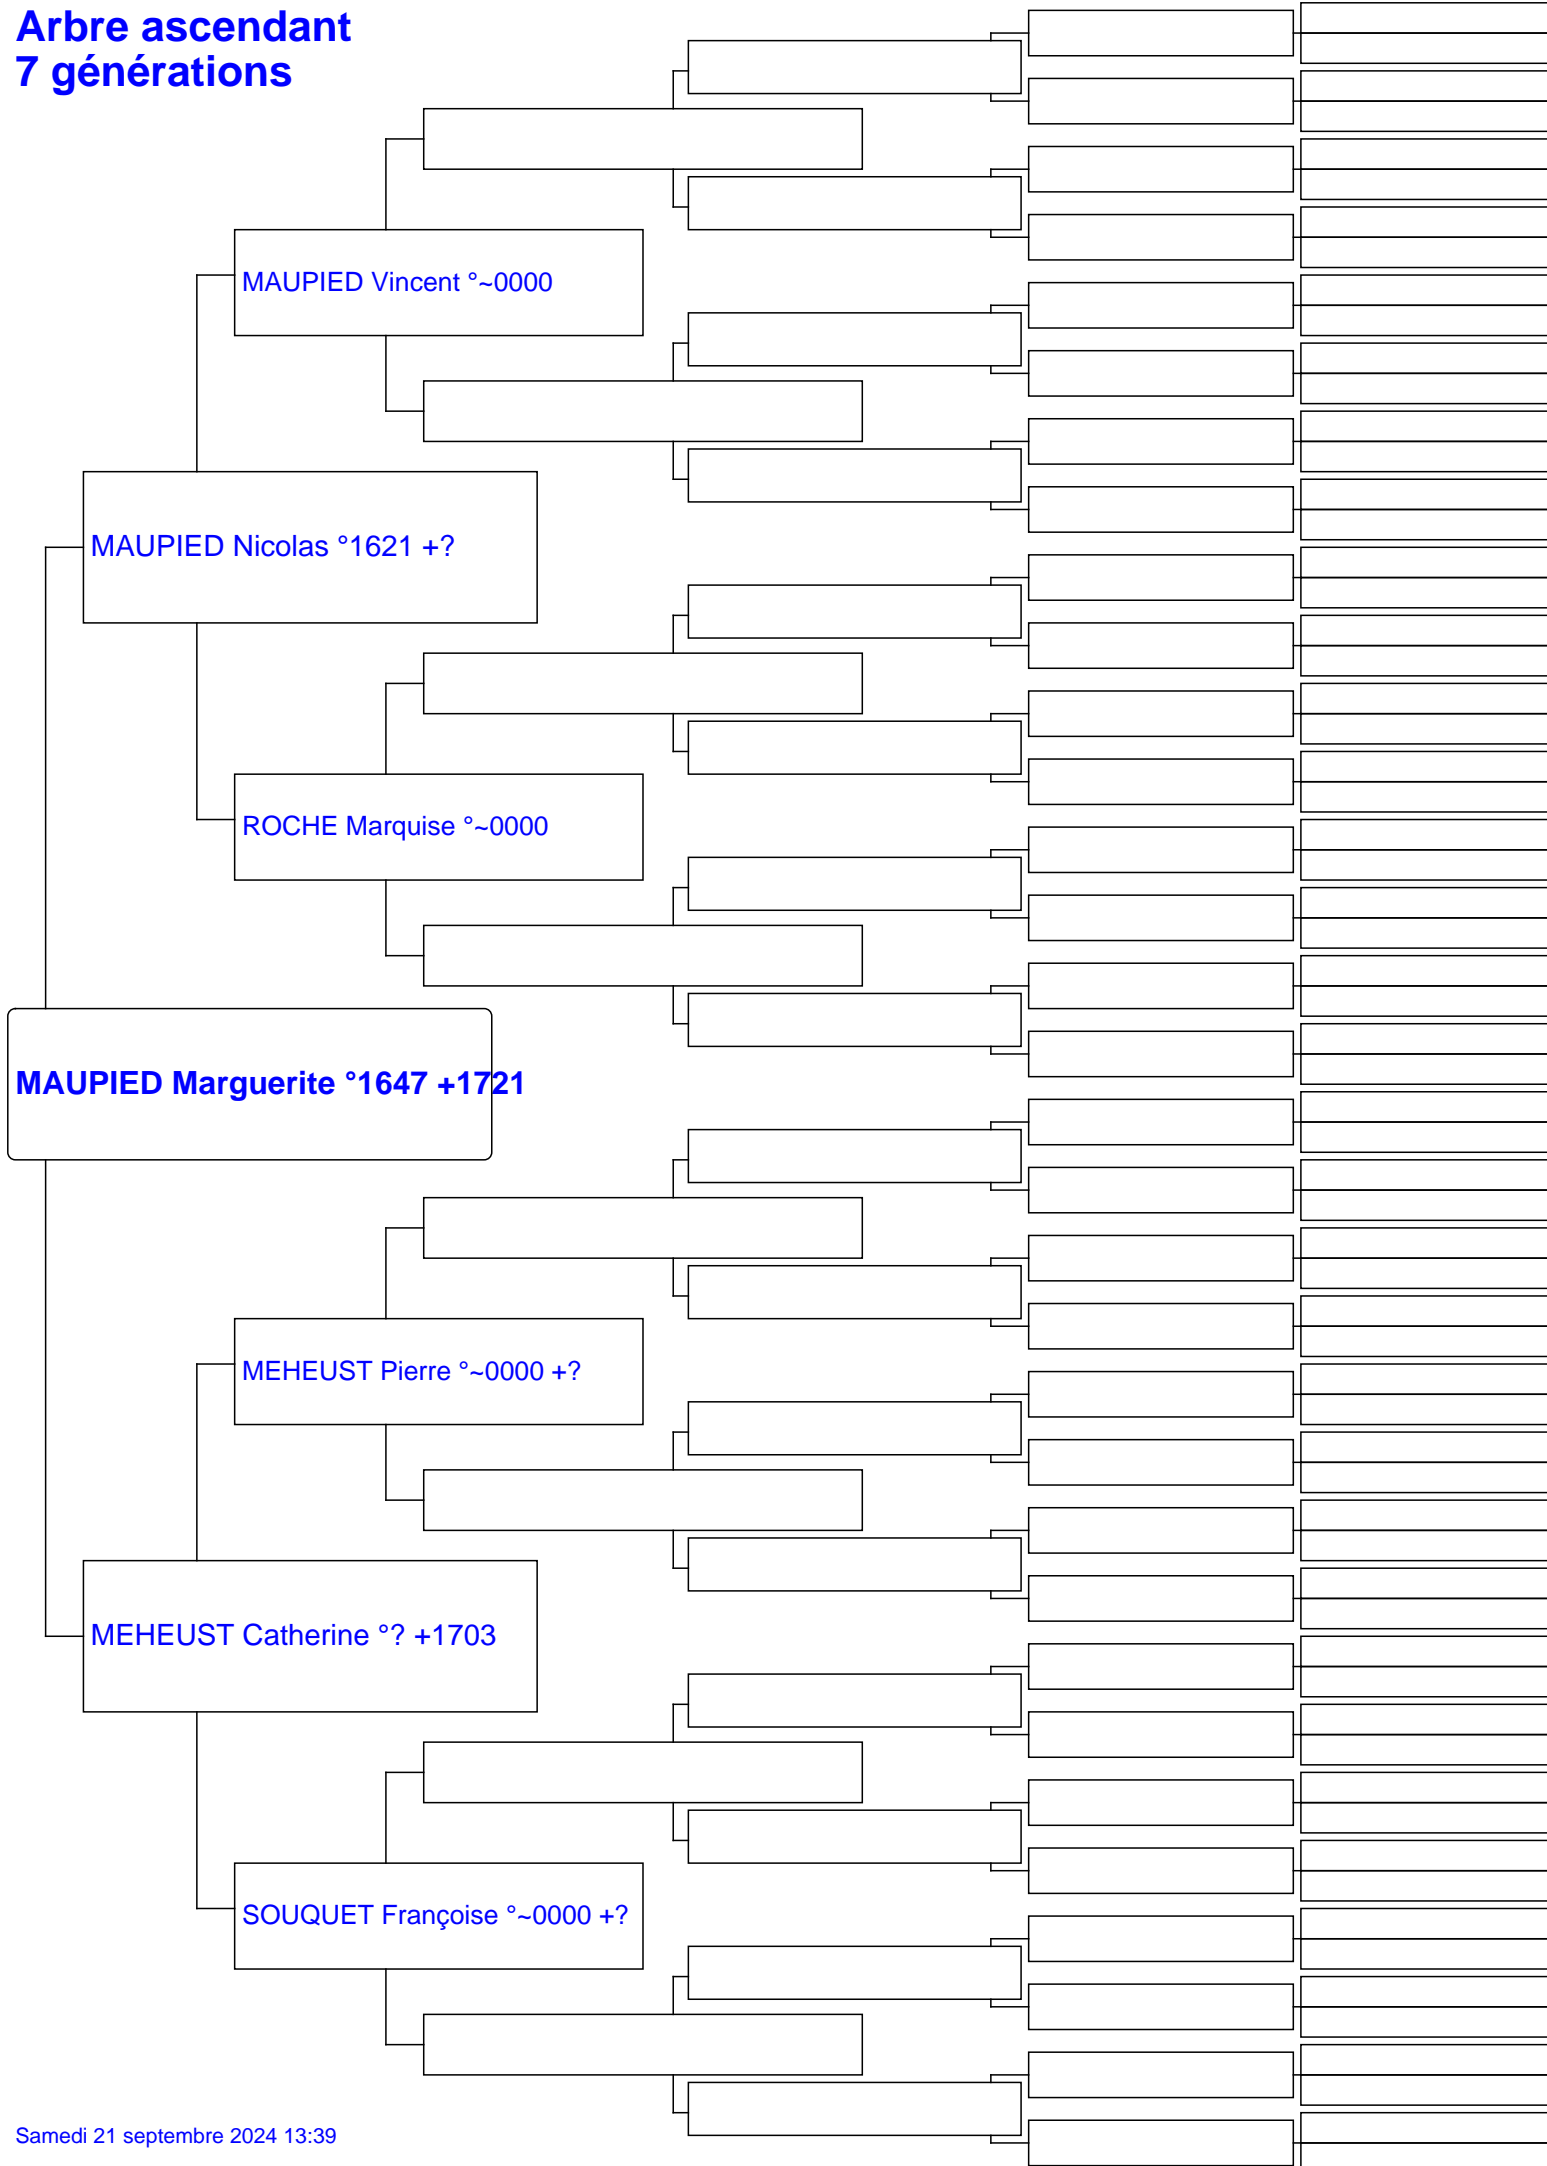 Arbre ascendant
7 générations
MAUPIED Vincent °~0000
MAUPIED Nicolas °1621 +?
ROCHE Marquise °~0000
MAUPIED Marguerite °1647 +1721
MEHEUST Pierre °~0000 +?
MEHEUST Catherine °? +1703
SOUQUET Françoise °~0000 +?
Samedi 21 septembre 2024 13:39